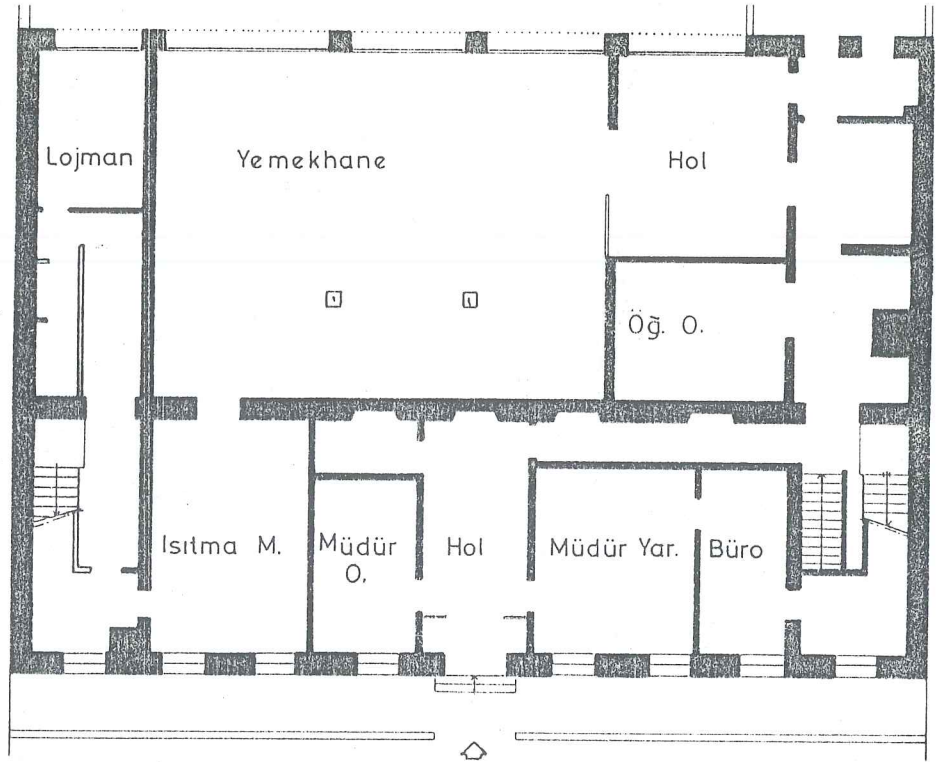 Lojman
Yemekhane
Hol
Öğ. O.
Isıtma M.
Müdür
O.
Hol
Müdür Yar.
Büro